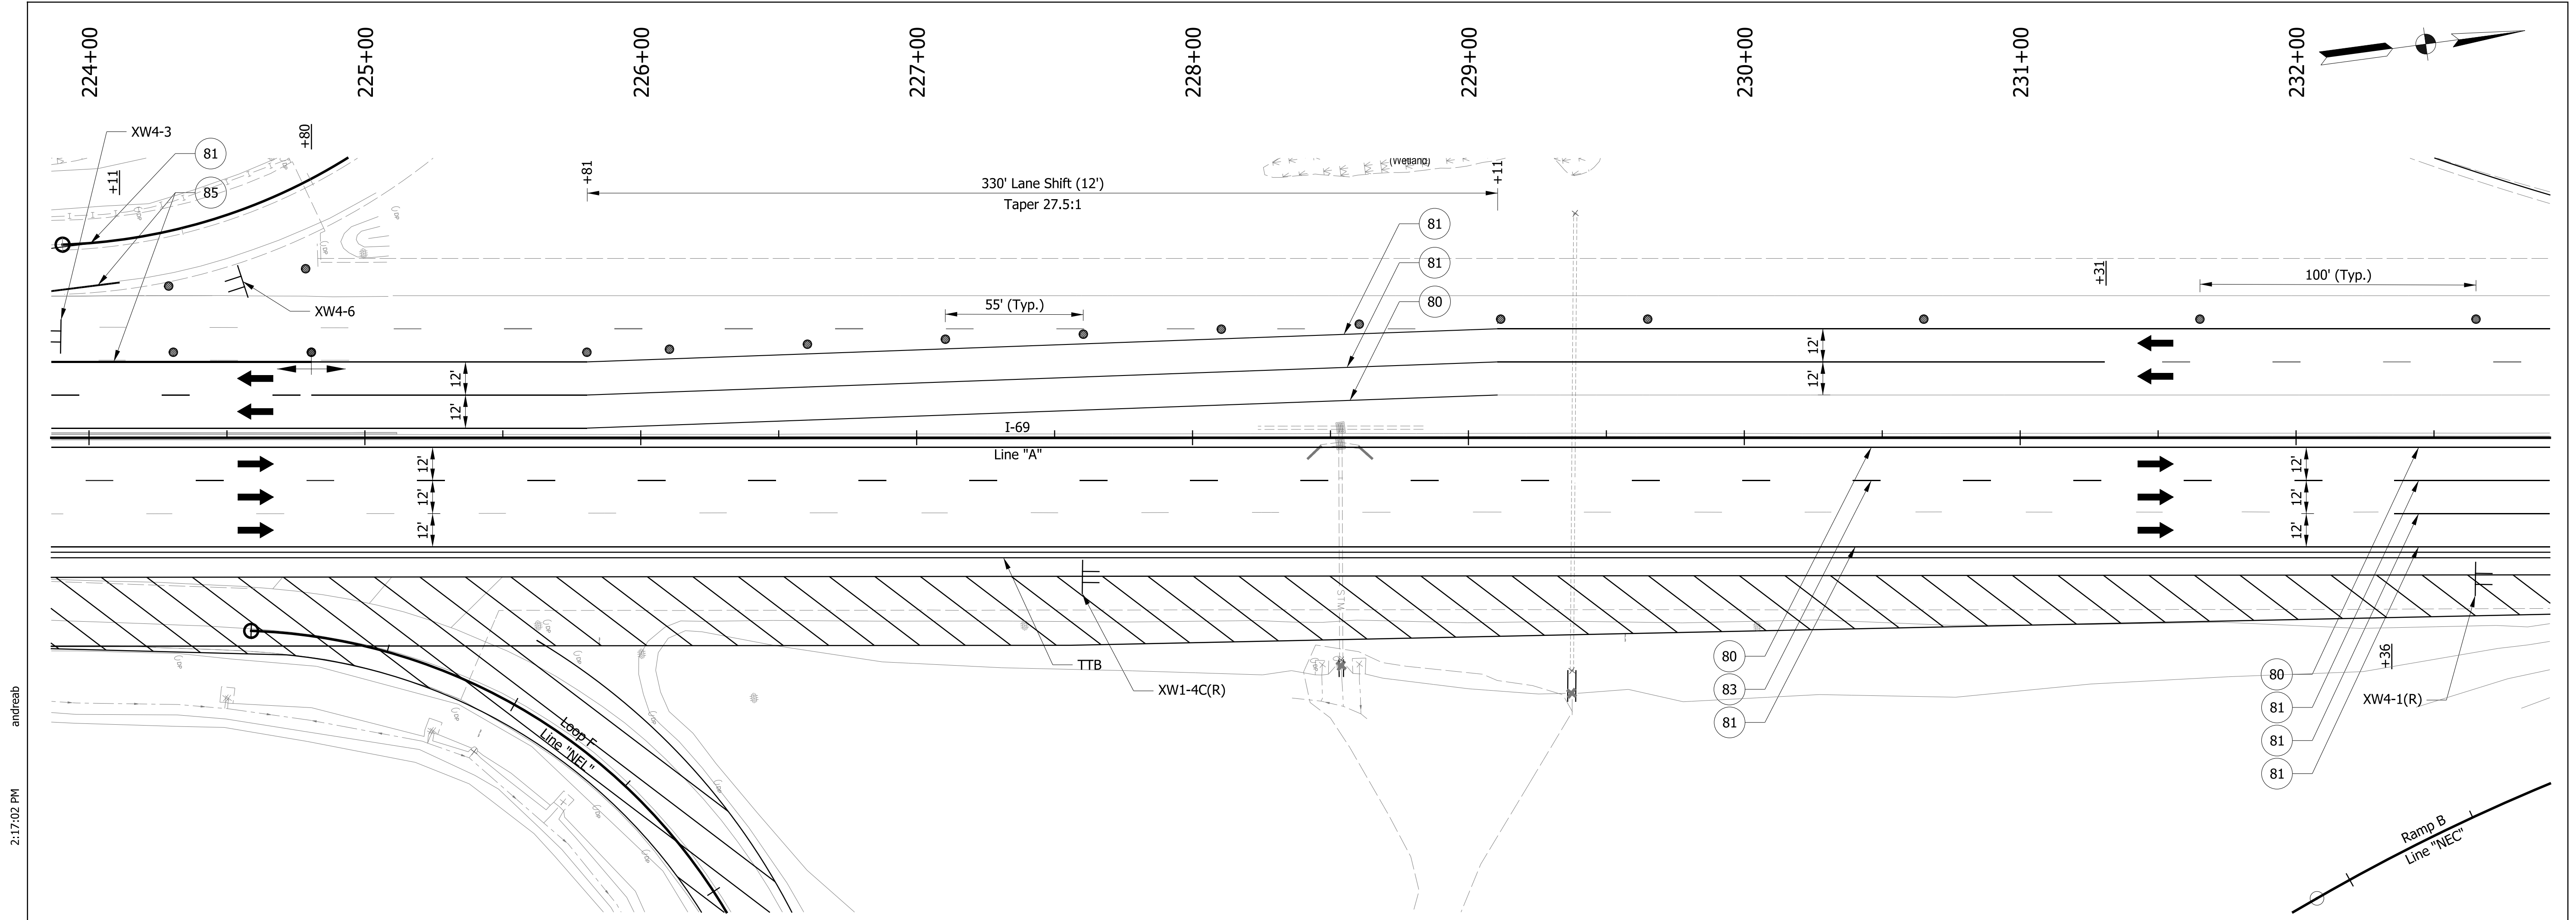 224+00
225+00
226+00
227+00
228+00
229+00
230+00
231+00
232+00
XW4-3
81
+11
85
+80
XW4-6
+81
330' Lane Shift (12')
Taper 27.5:1
+11
(Wetland)
81
81
80
55' (Typ.)
+31
100' (Typ.)
12'
12'
12'
12'
I-69
Line "A"
12'
12'
12'
12'
12'
12'
STM
TTB
XW1-4C(R)
80
83
81
+36
XW4-1(R)
80
81
81
81
Loop F
Line "NEL"
Ramp B
Line "NEC"
2:17:02 PM
andreab